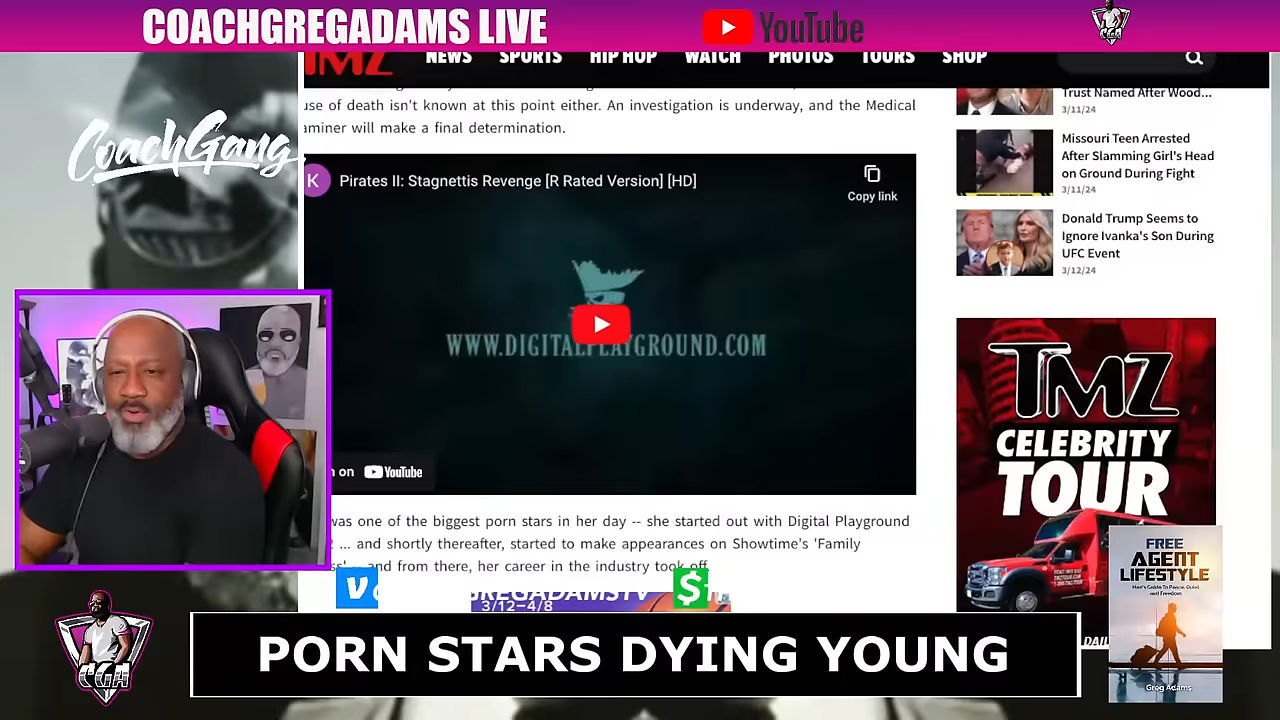 COACHGREGADAMS LIVE
YouTube
TMZ
NEWS SPORTS HIP HOP WATCH PHOTOS TOURS SHOP
use of death isn't known at this point either. An investigation is underway, and the Medical
aminer will make a final determination.
CoachGang
K
Pirates II: Stagnettis Revenge [R Rated Version] [HD]
Copy link
WWW.DIGITALPLAYGROUND.COM
on YouTube
was one of the biggest porn stars in her day -- she started out with Digital Playground
... and shortly thereafter, started to make appearances on Showtime's 'Family
and from there, her career in the industry took off.
GREGADAMSTV
3/12-4/8
Trust Named After Wood...
3/11/24
Missouri Teen Arrested
After Slamming Girl's Head
on Ground During Fight
3/11/24
Donald Trump Seems to
Ignore Ivanka's Son During
UFC Event
3/12/24
TMZ
CELEBRITY
TOUR
FREE
AGENT
LIFESTYLE
Greg Adams
CGA
PORN STARS DYING YOUNG